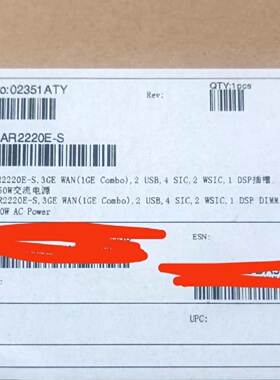 o:02351ATY
Rev:
QTY:1pcs
AR2220E-S
R2220E-S,3GE WAN(1GE Combo),2 USB,4 SIC,2 WSIC,1 DSP插槽,
50W交流电源
R2220E-S,3GE WAN(1GE Combo),2 USB,4 SIC,2 WSIC,1 DSP DIMM
0W AC Power
ESN:
UPC: